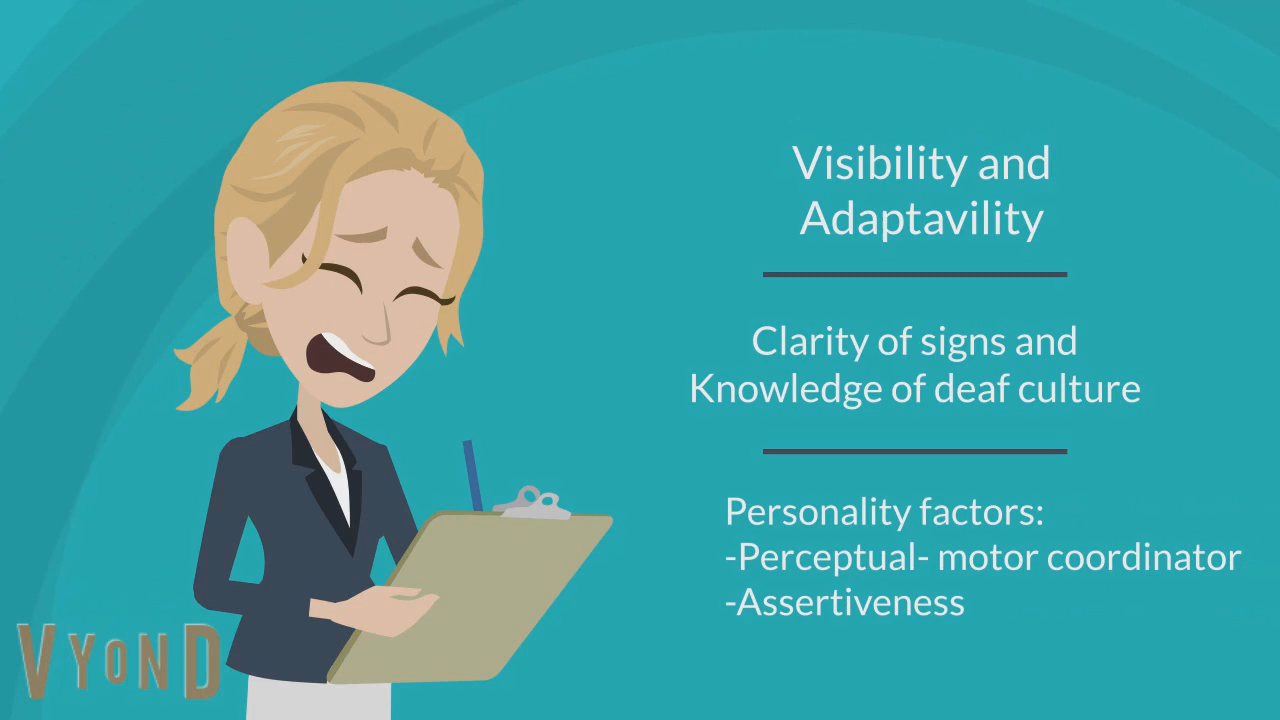 Visibility and
Adaptavility
Clarity of signs and
Knowledge of deaf culture
Personality factors:
-Perceptual- motor coordinator
-Assertiveness
VYOND